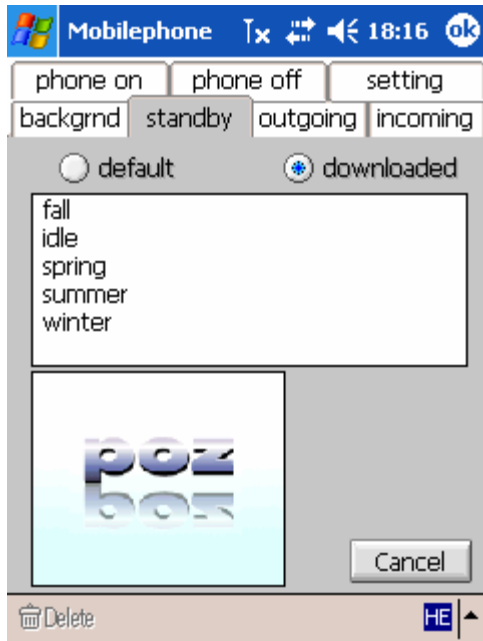 Mobilephone 18:16 ok
phone on phone off setting
backgrnd standby outgoing incoming
default downloaded
fall
idle
spring
summer
winter
poz
Cancel
Delete HE